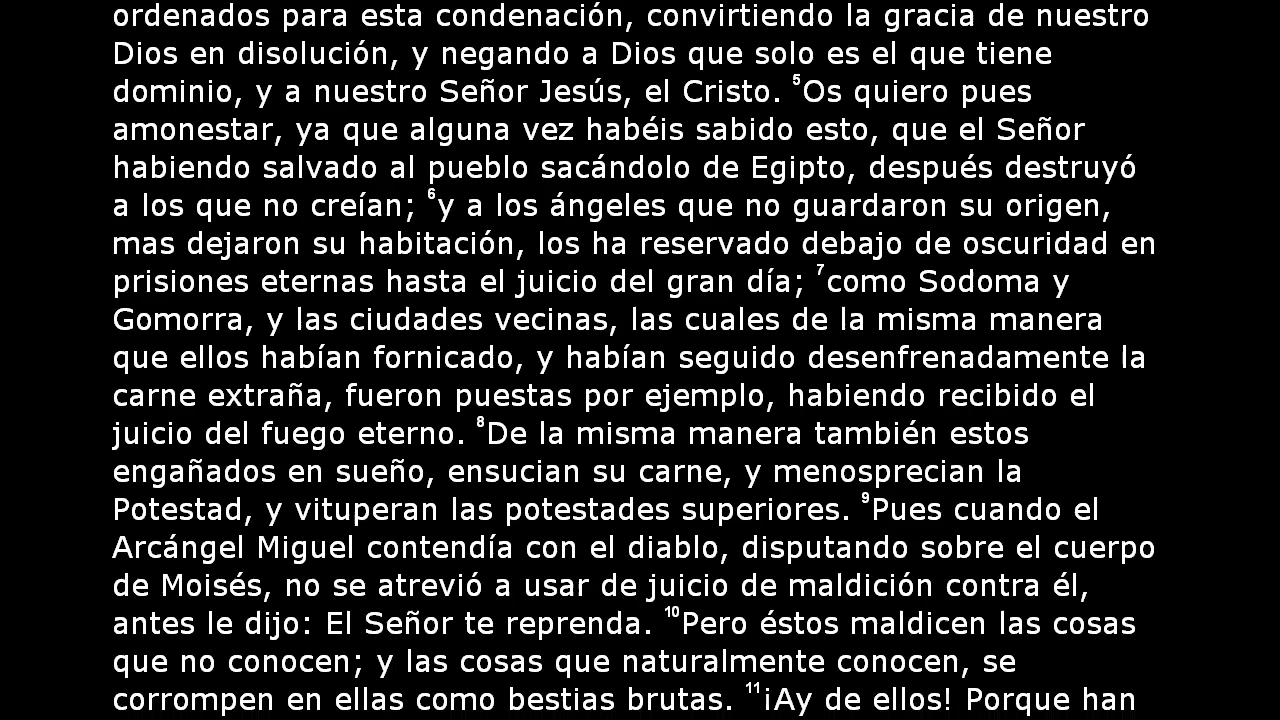 ordenados para esta condenación, convirtiendo la gracia de nuestro
Dios en disolución, y negando a Dios que solo es el que tiene
dominio, y a nuestro Señor Jesús, el Cristo. ⁵Os quiero pues
amonestar, ya que alguna vez habéis sabido esto, que el Señor
habiendo salvado al pueblo sacándolo de Egipto, después destruyó
a los que no creían; ⁶y a los ángeles que no guardaron su origen,
mas dejaron su habitación, los ha reservado debajo de oscuridad en
prisiones eternas hasta el juicio del gran día; ⁷como Sodoma y
Gomorra, y las ciudades vecinas, las cuales de la misma manera
que ellos habían fornicado, y habían seguido desenfrenadamente la
carne extraña, fueron puestas por ejemplo, habiendo recibido el
juicio del fuego eterno. ⁸De la misma manera también estos
engañados en sueño, ensucian su carne, y menosprecian la
Potestad, y vituperan las potestades superiores. ⁹Pues cuando el
Arcángel Miguel contendía con el diablo, disputando sobre el cuerpo
de Moisés, no se atrevió a usar de juicio de maldición contra él,
antes le dijo: El Señor te reprenda. ¹⁰Pero éstos maldicen las cosas
que no conocen; y las cosas que naturalmente conocen, se
corrompen en ellas como bestias brutas. ¹¹¡Ay de ellos! Porque han